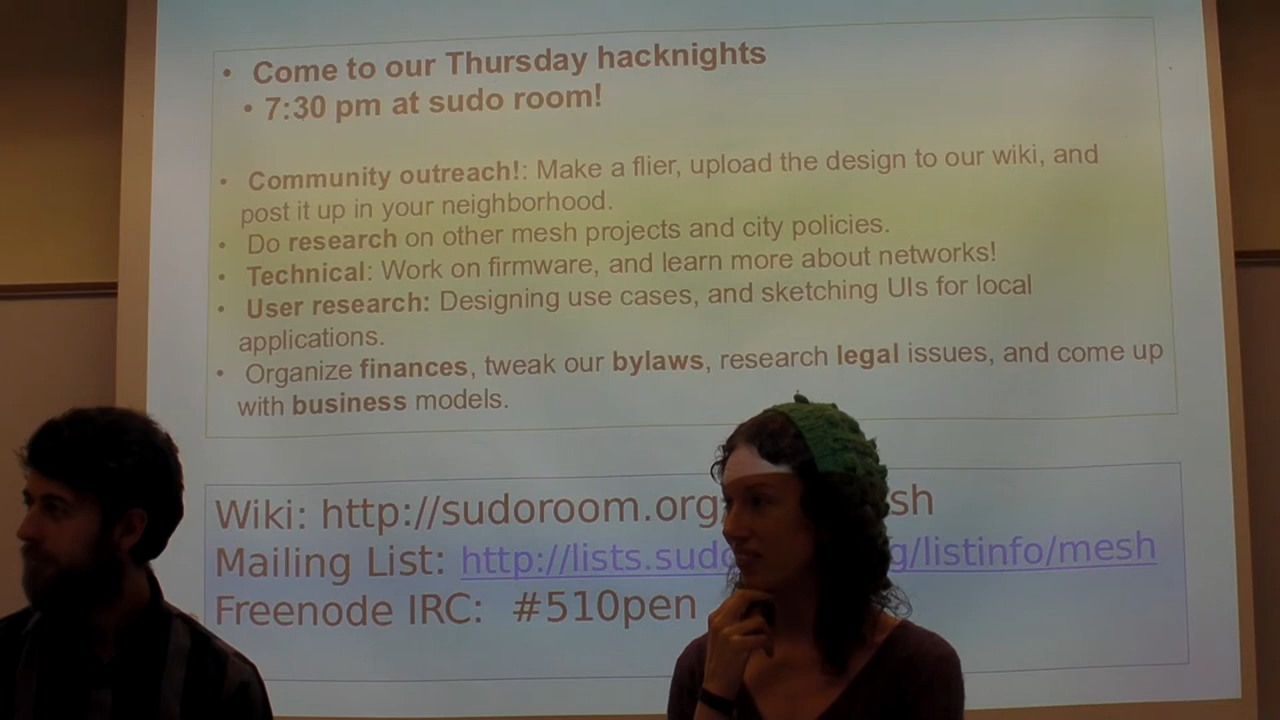 • Come to our Thursday hacknights
• 7:30 pm at sudo room!
• Community outreach!: Make a flier, upload the design to our wiki, and
post it up in your neighborhood.
• Do research on other mesh projects and city policies.
• Technical: Work on firmware, and learn more about networks!
• User research: Designing use cases, and sketching UIs for local
applications.
• Organize finances, tweak our bylaws, research legal issues, and come up
with business models.
Wiki: http://sudoroom.org sh
Mailing List: http://lists.sud g/listinfo/mesh
Freenode IRC: #510pen